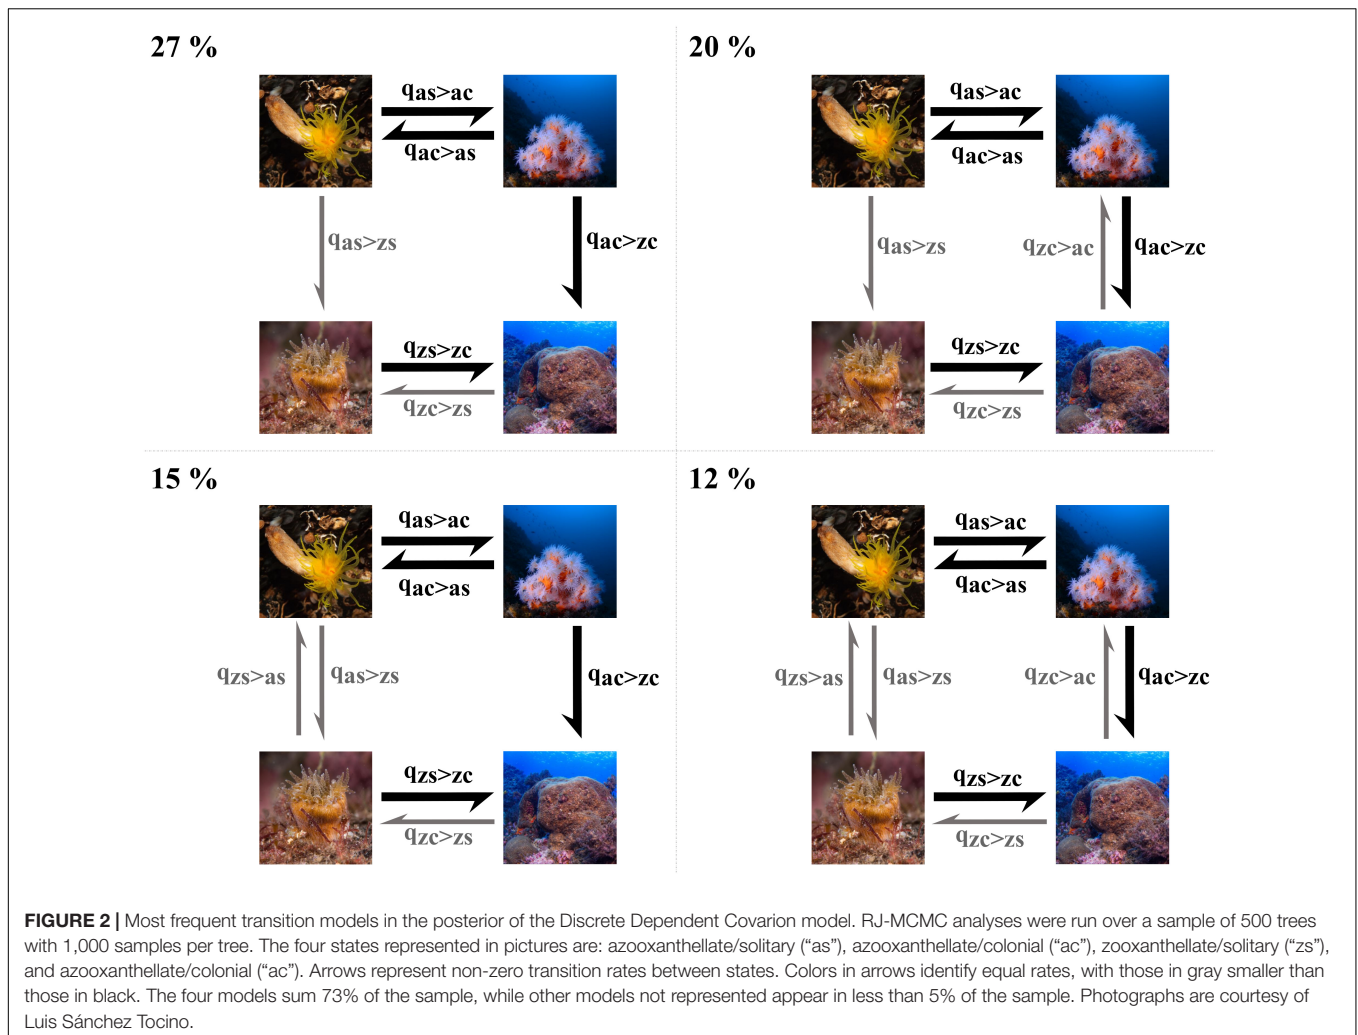 27 %
qas>ac
qac>as
qas>zs
qac>zc
qzs>zc
qzc>zs
20 %
qas>ac
qac>as
qas>zs
qzc>ac
qac>zc
qzs>zc
qzc>zs
15 %
qas>ac
qac>as
qzs>as
qas>zs
qac>zc
qzs>zc
qzc>zs
12 %
qas>ac
qac>as
qzs>as
qas>zs
qzc>ac
qac>zc
qzs>zc
qzc>zs
FIGURE 2 | Most frequent transition models in the posterior of the Discrete Dependent Covarion model. RJ-MCMC analyses were run over a sample of 500 trees
with 1,000 samples per tree. The four states represented in pictures are: azooxanthellate/solitary (“as”), azooxanthellate/colonial (“ac”), zooxanthellate/solitary (“zs”),
and azooxanthellate/colonial (“ac”). Arrows represent non-zero transition rates between states. Colors in arrows identify equal rates, with those in gray smaller than
those in black. The four models sum 73% of the sample, while other models not represented appear in less than 5% of the sample. Photographs are courtesy of
Luis Sánchez Tocino.